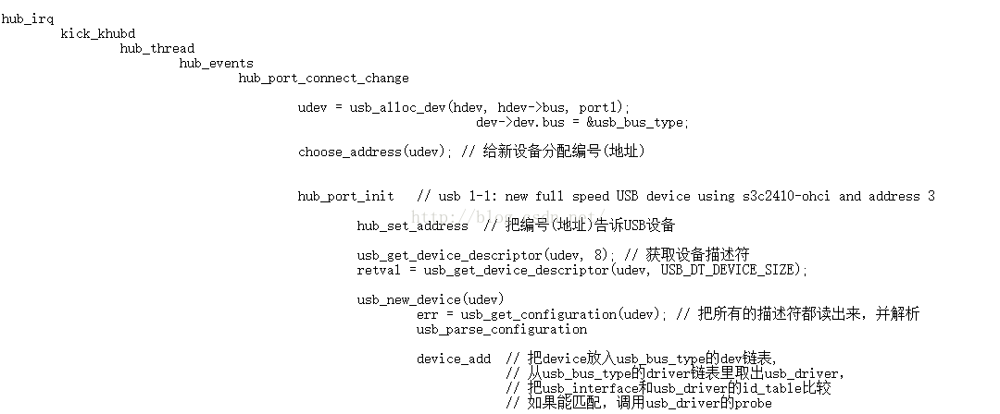 hub_irq
kick_khubd
hub_thread
hub_events
hub_port_connect_change
udev = usb_alloc_dev(hdev, hdev->bus, port1);
dev->dev.bus = &usb_bus_type;
choose_address(udev); // 给新设备分配编号(地址)
hub_port_init // usb 1-1: new full speed USB device using s3c2410-ohci and address 3
http://blog.csdn.net/
hub_set_address // 把编号(地址)告诉USB设备
usb_get_device_descriptor(udev, 8); // 获取设备描述符
retval = usb_get_device_descriptor(udev, USB_DT_DEVICE_SIZE);
usb_new_device(udev)
err = usb_get_configuration(udev); // 把所有的描述符都读出来，并解析
usb_parse_configuration
device_add // 把device放入usb_bus_type的dev链表,
// 从usb_bus_type的driver链表里取出usb_driver，
// 把usb_interface和usb_driver的id_table比较
// 如果能匹配，调用usb_driver的probe